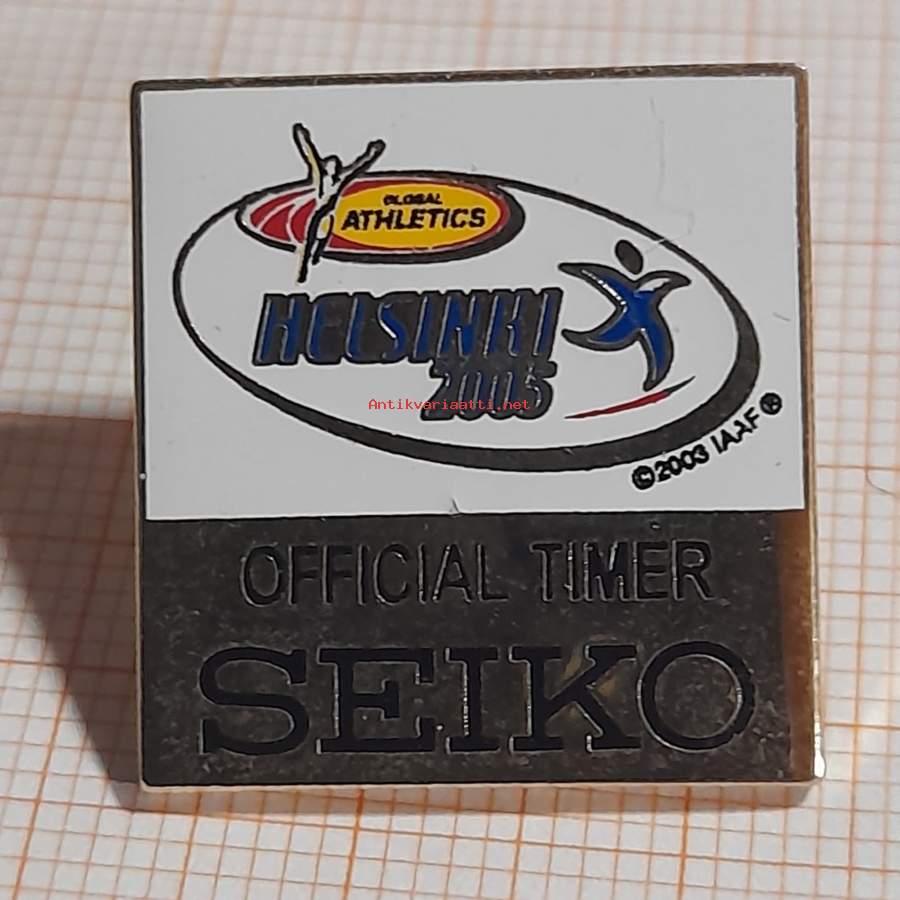 GLOBAL
ATHLETICS
HELSINKI
2005
Antikvariaatti.net
©2003 IAAF ®
OFFICIAL TIMER
SEIKO